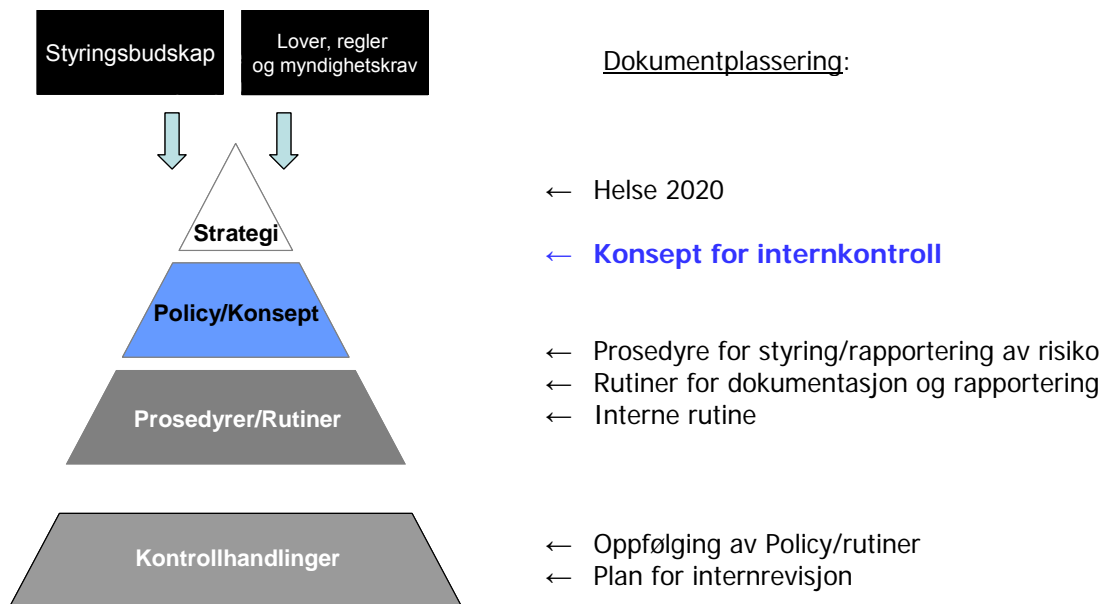 Styringsbudskap
Lover, regler
og myndighetskrav
Dokumentplassering:
← Helse 2020
Strategi
← Konsept for internkontroll
Policy/Konsept
← Prosedyre for styring/rapportering av risiko
← Rutiner for dokumentasjon og rapportering
← Interne rutine
Prosedyrer/Rutiner
← Oppfølging av Policy/rutiner
Kontrollhandlinger
← Plan for internrevisjon